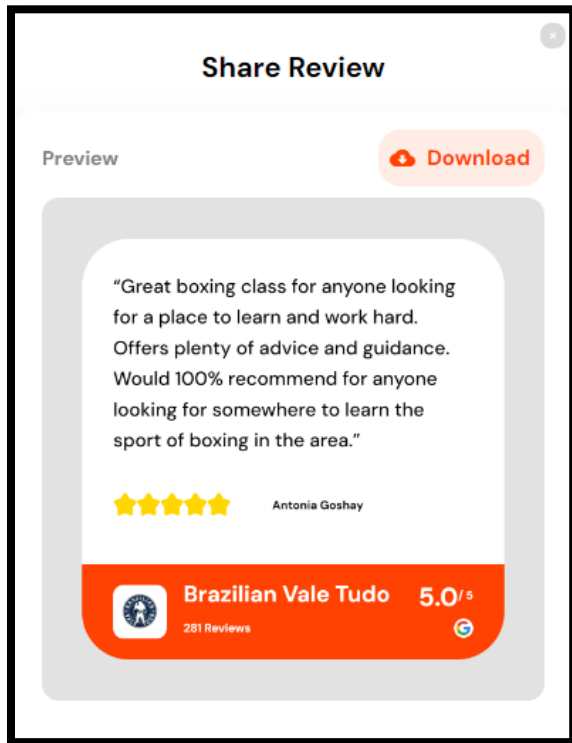 Share Review
Preview
Download
“Great boxing class for anyone looking
for a place to learn and work hard.
Offers plenty of advice and guidance.
Would 100% recommend for anyone
looking for somewhere to learn the
sport of boxing in the area.”
Antonia Goshay
Brazilian Vale Tudo
5.0/ 5
281 Reviews
G